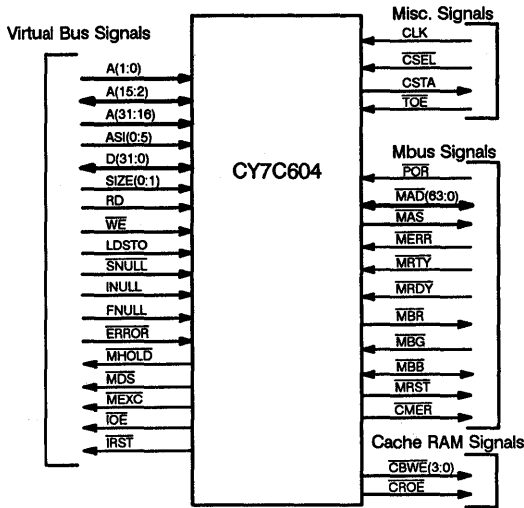 Virtual Bus Signals
A(1:0)
A(15:2)
A(31:16)
ASI(0:5)
D(31:0)
SIZE(0:1)
RD
WE
LDSTO
SNULL
INULL
FNULL
ERROR
MHOLD
MDS
MEXC
IOE
IRST
CY7C604
Misc. Signals
CLK
CSEL
CSTA
TOE
Mbus Signals
POR
MAD(63:0)
MAS
MERR
MRTY
MRDY
MBR
MBG
MBB
MRST
CMER
Cache RAM Signals
CBWE(3:0)
CROE